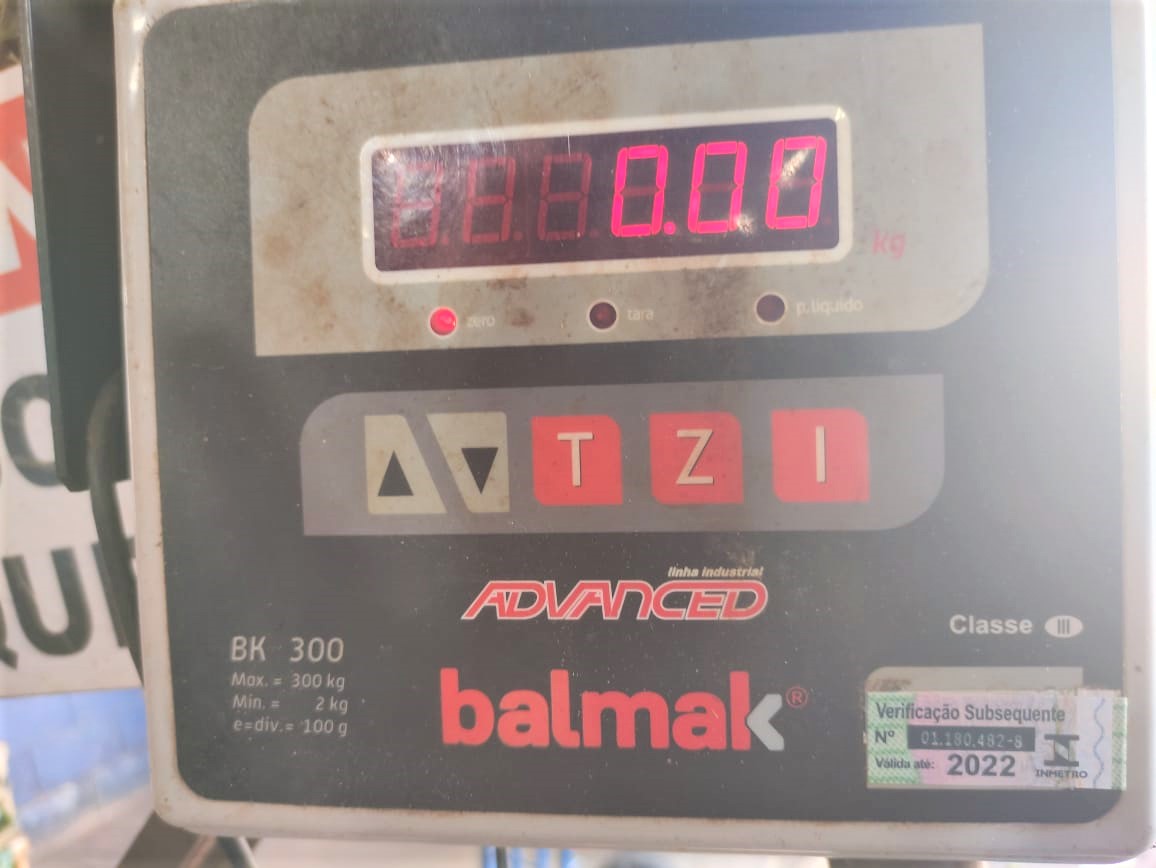 0.00
kg
zero
tara
p.líquido
T
Z
I
linha industrial
ADVANCED
BK 300
Max. = 300 kg
Min. = 2 kg
e=div.= 100 g
balmak®
Classe III
Verificação Subsequente
Nº 01.180.482-8
Válida até: 2022
INMETRO